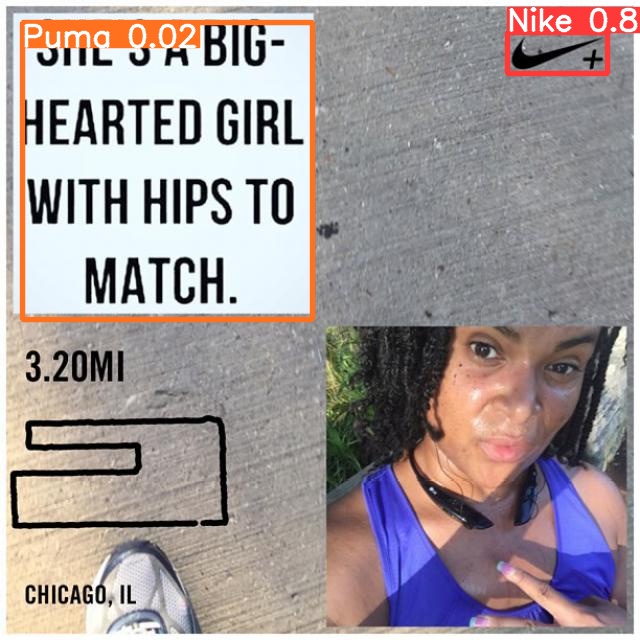 Puma 0.02
Nike 0.8
SHE'S A BIG-
HEARTED GIRL
WITH HIPS TO
MATCH.
3.20MI
CHICAGO, IL